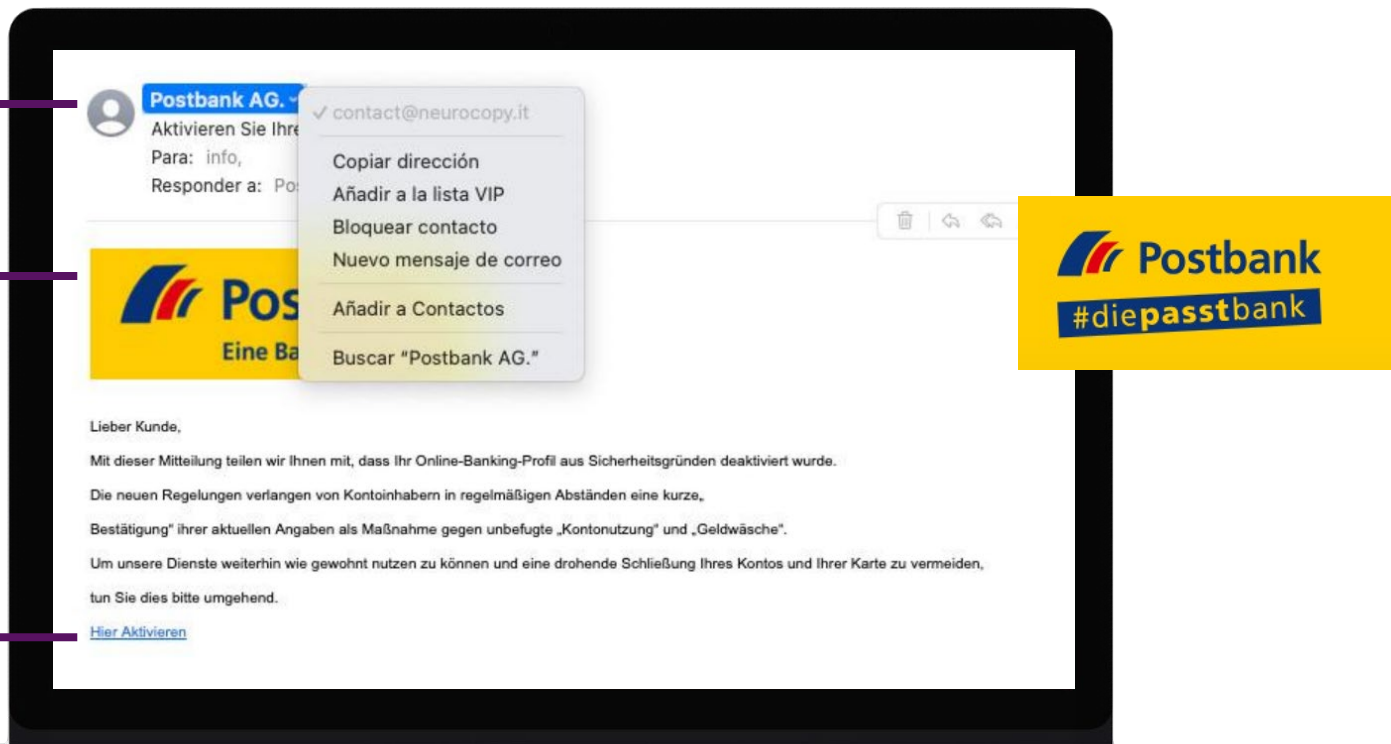 Postbank AG.
Aktivieren Sie Ihre
Para: info,
Responder a:
✓ contact@neurocopy.it
Copiar dirección
Añadir a la lista VIP
Bloquear contacto
Nuevo mensaje de correo
Añadir a Contactos
Buscar "Postbank AG."
Eine
Postbank
#diepasstbank
Lieber Kunde,
Mit dieser Mitteilung teilen wir Ihnen mit, dass Ihr Online-Banking-Profil aus Sicherheitsgründen deaktiviert wurde.
Die neuen Regelungen verlangen von Kontoinhabern in regelmäßigen Abständen eine kurze„
Bestätigung" ihrer aktuellen Angaben als Maßnahme gegen unbefugte „Kontonutzung" und „Geldwäsche".
Um unsere Dienste weiterhin wie gewohnt nutzen zu können und eine drohende Schließung Ihres Kontos und Ihrer Karte zu vermeiden,
tun Sie dies bitte umgehend.
Hier Aktivieren